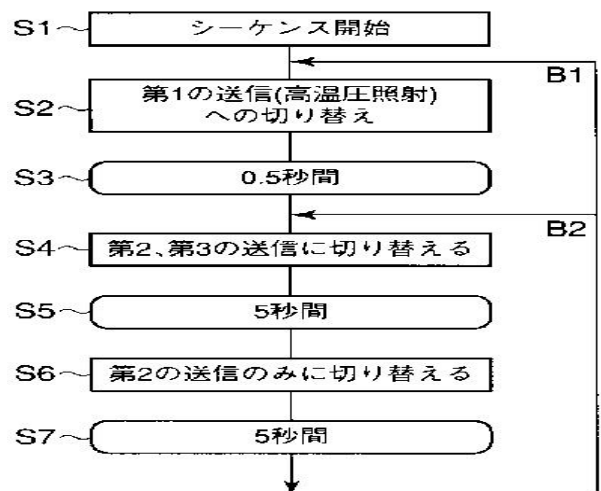 S1 シーケンス開始
B1
S2 第1の送信(高温圧照射)
への切り替え
S3 0.5秒間
B2
S4 第2、第3の送信に切り替える
S5 5秒間
S6 第2の送信のみに切り替える
S7 5秒間